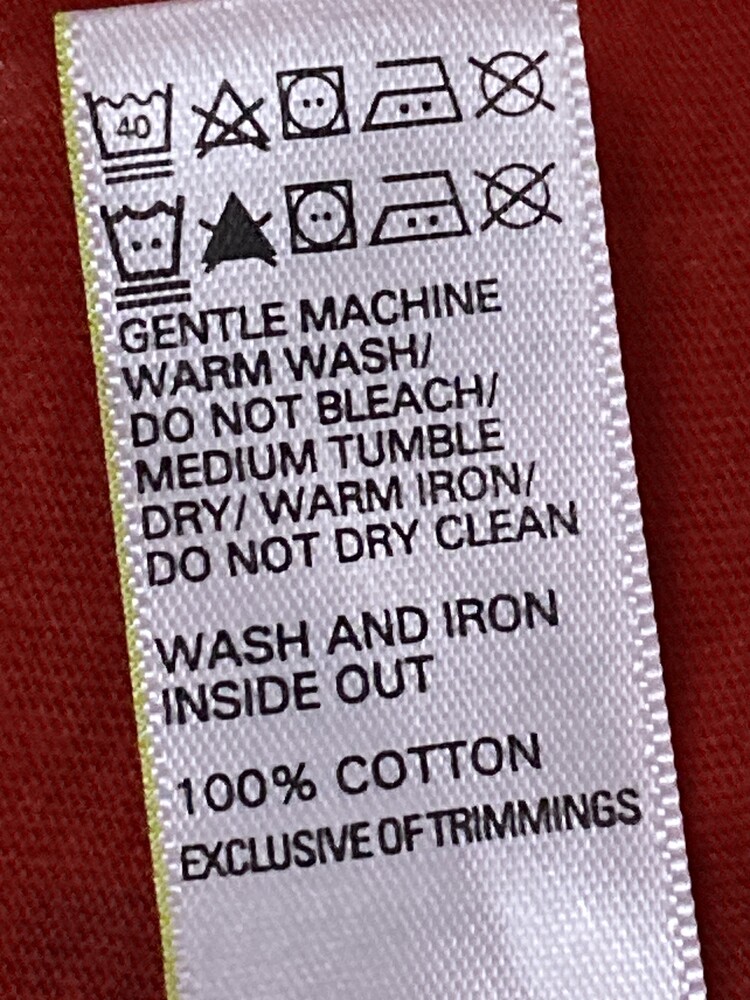 40
GENTLE MACHINE
WARM WASH/
DO NOT BLEACH/
MEDIUM TUMBLE
DRY/ WARM IRON/
DO NOT DRY CLEAN
WASH AND IRON
INSIDE OUT
100% COTTON
EXCLUSIVE OF TRIMMINGS